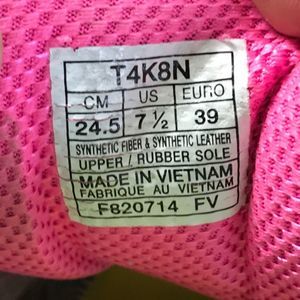 T4K8N
CM US EURO
24.5 7 ½ 39
SYNTHETIC FIBER & SYNTHETIC LEATHER
UPPER / RUBBER SOLE
MADE IN VIETNAM
FABRIQUE AU VIETNAM
F820714 FV